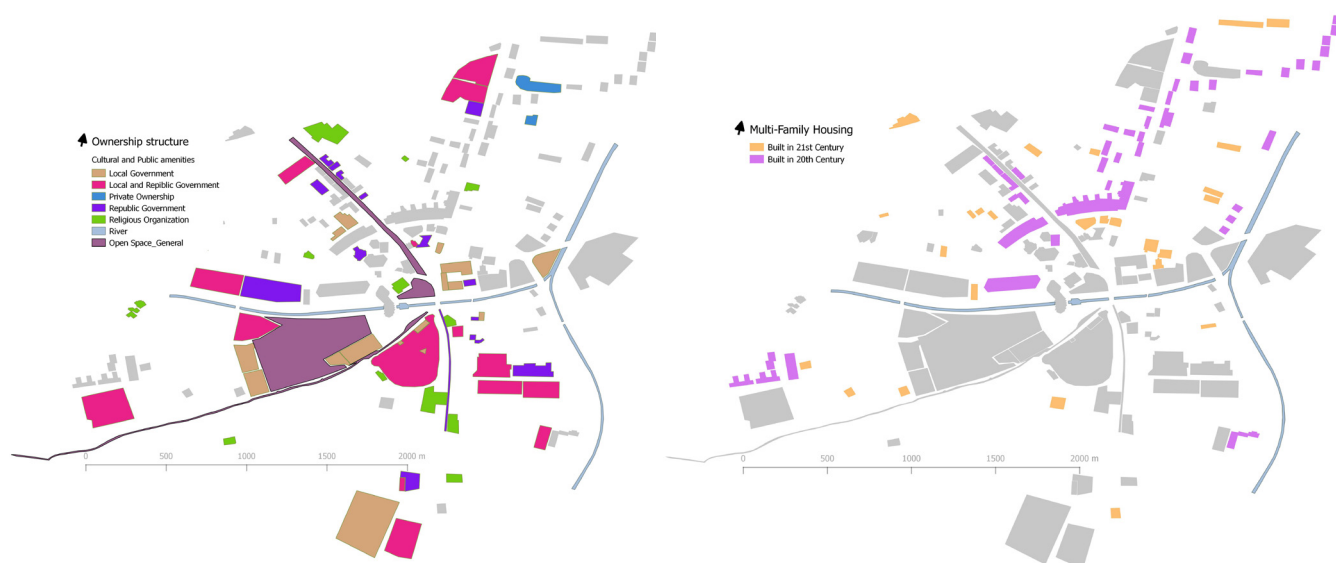 Ownership structure
Cultural and Public amenities
Local Government
Local and Repiblic Government
Private Ownership
Republic Government
Religious Organization
River
Open Space_General
0 500 1000 1500 2000 m
Multi-Family Housing
Built in 21st Century
Built in 20th Century
0 500 1000 1500 2000 m